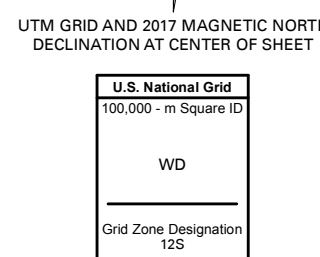 UTM GRID AND 2017 MAGNETIC NORTH
DECLINATION AT CENTER OF SHEET
U.S. National Grid
100,000 - m Square ID
WD
Grid Zone Designation
12S